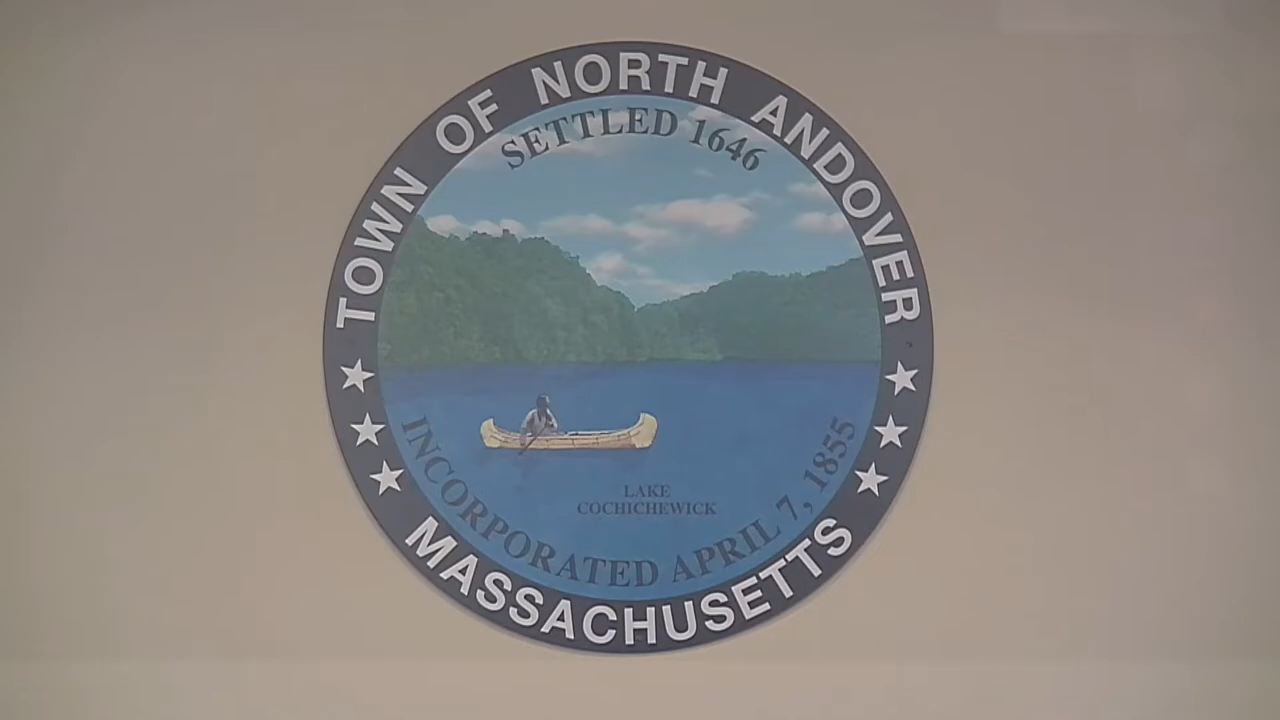 TOWN OF NORTH ANDOVER
SETTLED 1646
LAKE
COCHICHEWICK
INCORPORATED APRIL 7, 1855
MASSACHUSETTS